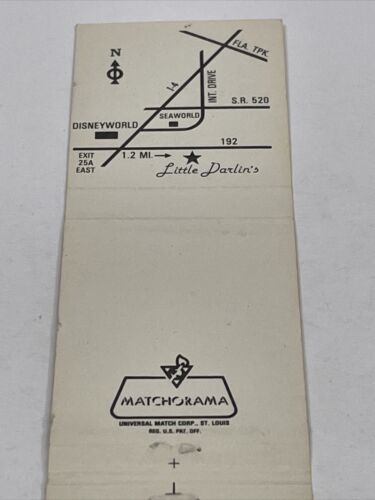 N
FLA. TPK
I-4
INT. DRIVE
S.R. 520
SEAWORLD
DISNEYWORLD
192
EXIT
25A
EAST
1.2 MI.
Little Darlin's
MATCHORAMA
UNIVERSAL MATCH CORP., ST. LOUIS
REG. U.S. PAT. OFF.